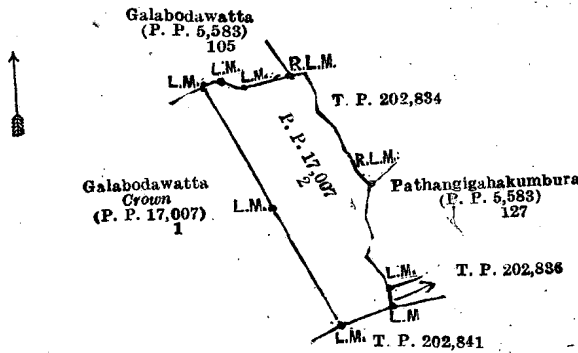 Galabodawatta
(P. P. 5,583)
105
L.M.
L.M.
L.M.
R.L.M.
T. P. 202,834
P. P. 17,007
2
R.L.M.
Galabodawatta
Crown
(P. P. 17,007)
1
L.M.
Pathangigahakumbura
(P. P. 5,583)
127
L.M.
T. P. 202,836
L.M
L.M.
T. P. 202,841